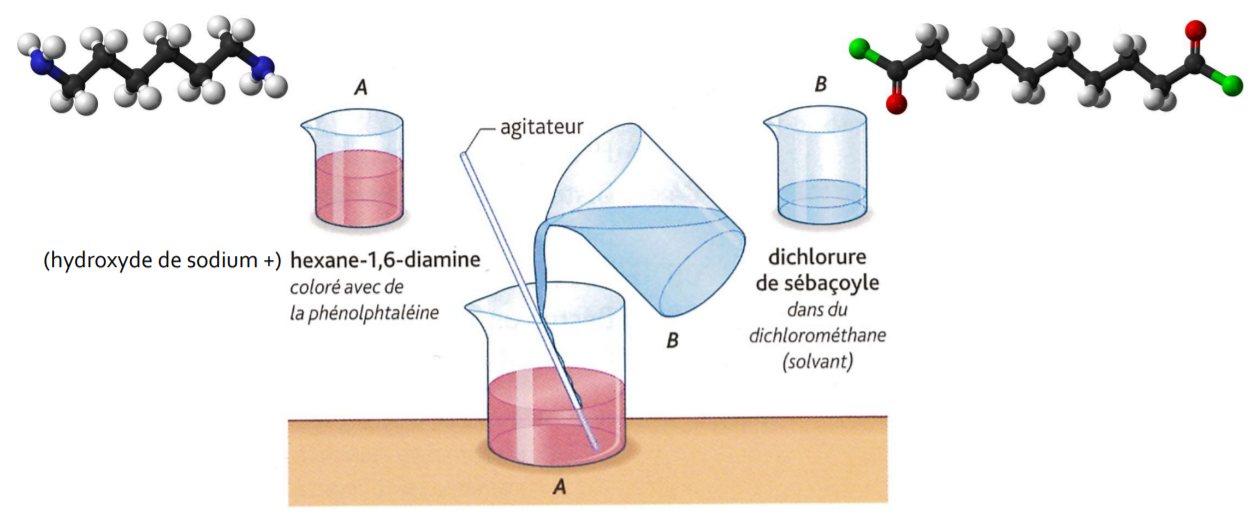 A
B
agitateur
(hydroxyde de sodium +) hexane-1,6-diamine
coloré avec de
la phénolphtaléine
dichlorure
de sébaçoyle
dans du
dichlorométhane
(solvant)
B
A